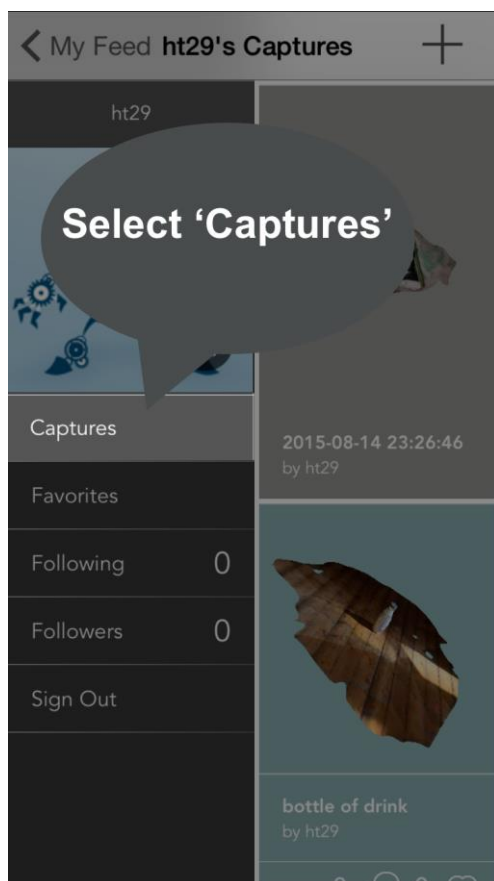 My Feed ht29's Captures
ht29
Select ‘Captures’
Captures
2015-08-14 23:26:46
by ht29
Favorites
Following 0
Followers 0
Sign Out
bottle of drink
by ht29